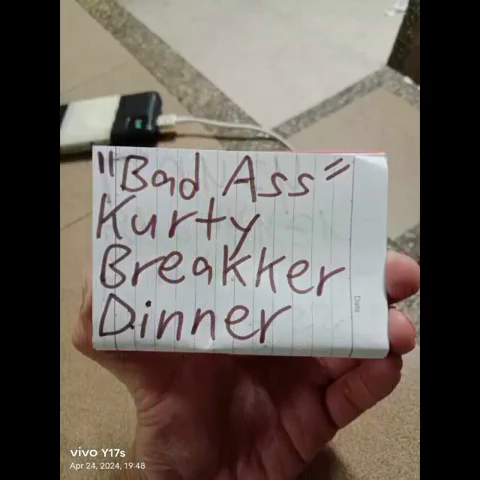 "Bad Ass"
Kurty
Breakker
Dinner
Date
vivo Y17s
Apr 24, 2024, 19:48